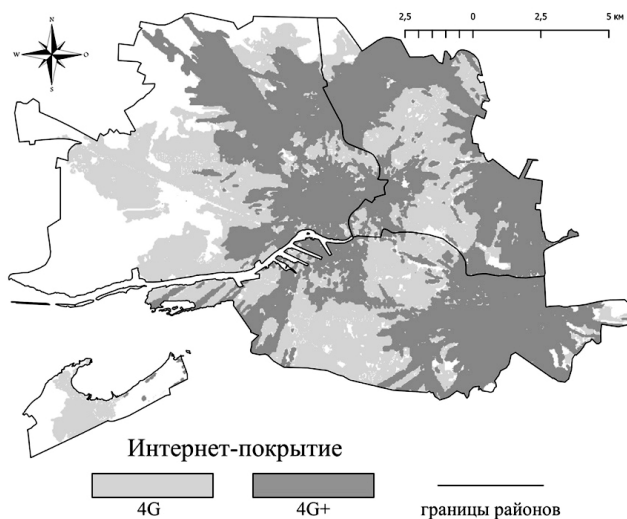 N
W O
S
2,5 0 2,5 5 км
Интернет-покрытие
4G 4G+ границы районов